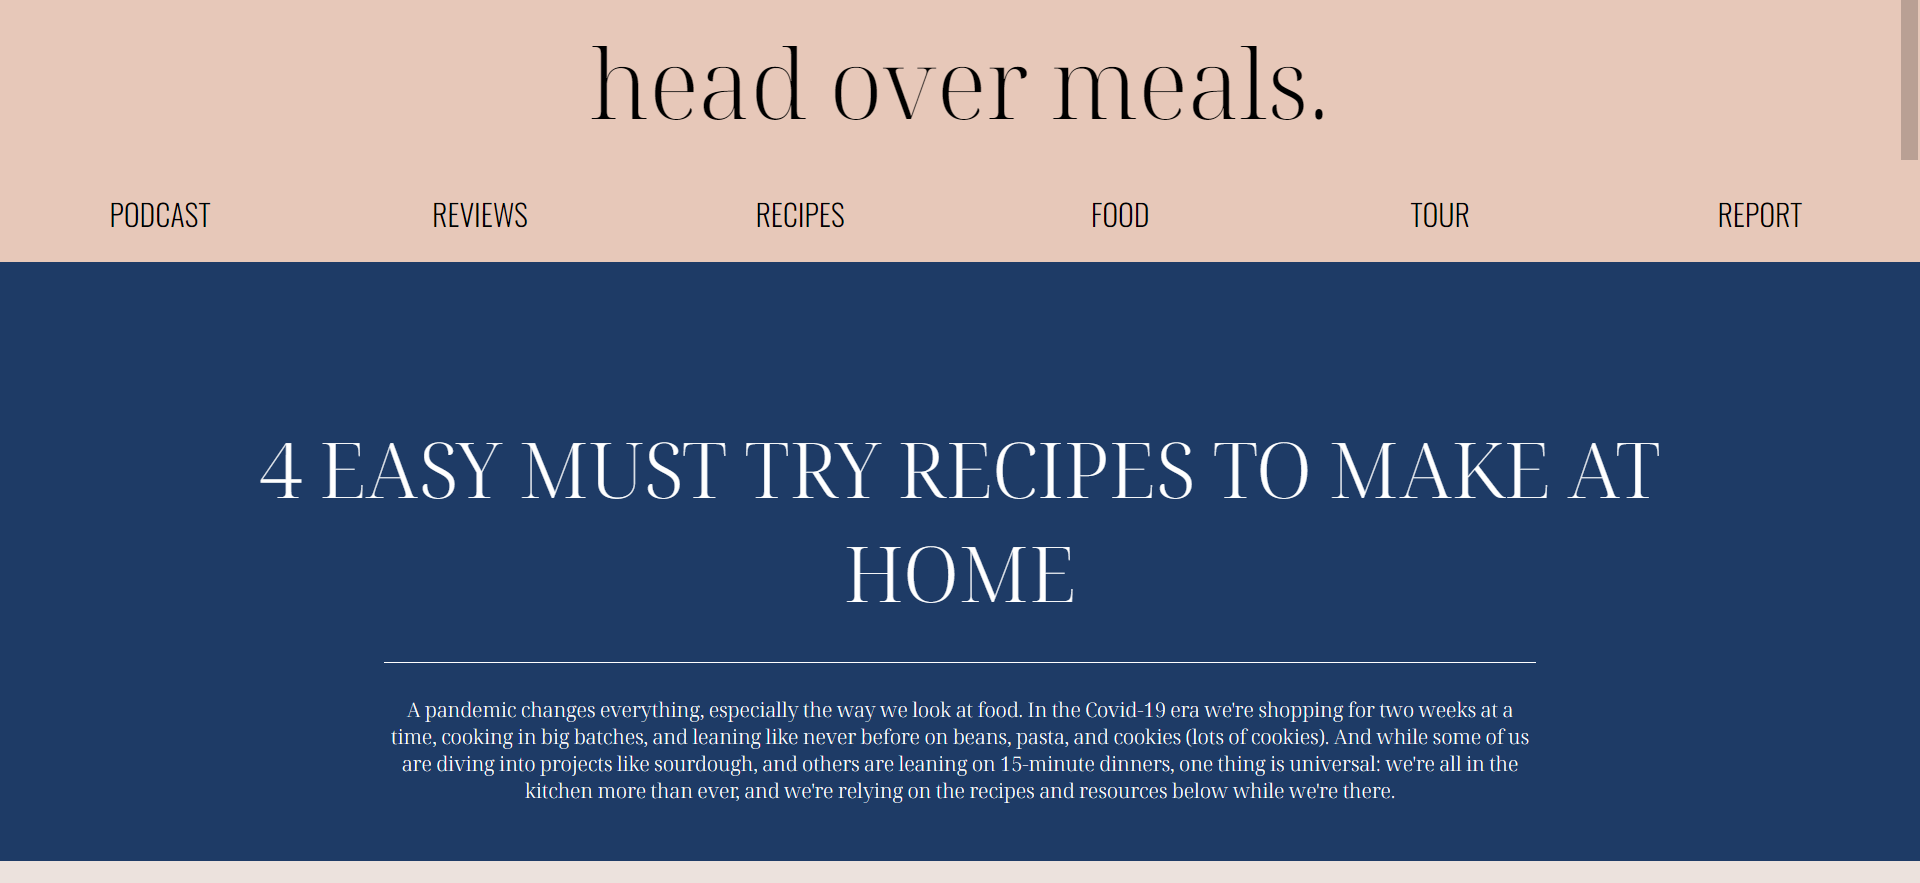 head over meals.
PODCAST REVIEWS RECIPES FOOD TOUR REPORT
4 EASY MUST TRY RECIPES TO MAKE AT
HOME
A pandemic changes everything, especially the way we look at food. In the Covid-19 era we're shopping for two weeks at a
time, cooking in big batches, and leaning like never before on beans, pasta, and cookies (lots of cookies). And while some of us
are diving into projects like sourdough, and others are leaning on 15-minute dinners, one thing is universal: we're all in the
kitchen more than ever, and we're relying on the recipes and resources below while we're there.